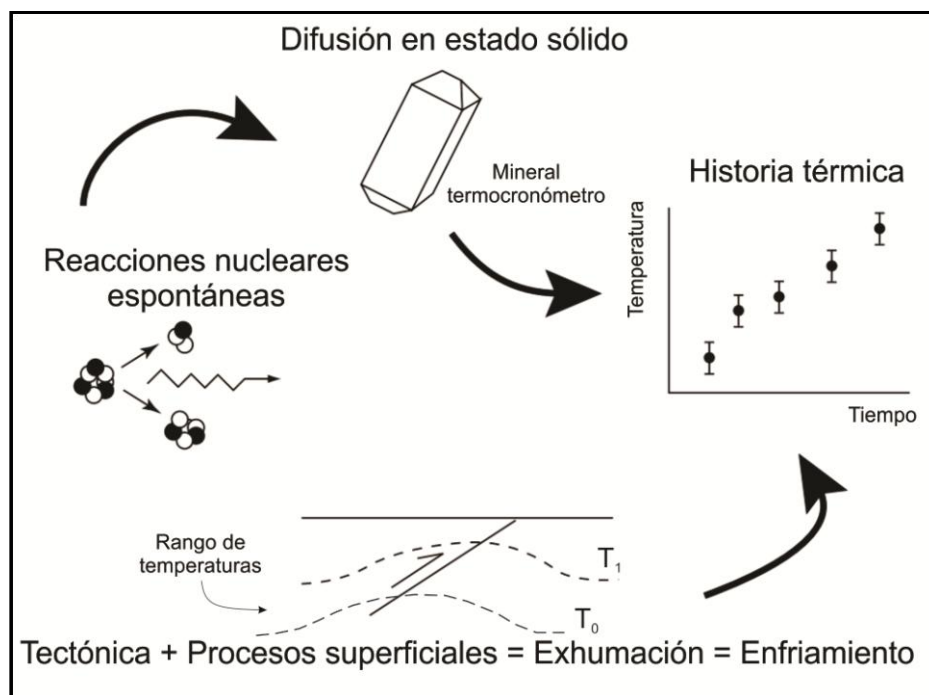 Difusión en estado sólido
Mineral
termocronómetro
Historia térmica
Temperatura
Tiempo
Reacciones nucleares
espontáneas
Rango de
temperaturas
T1
T0
Tectónica + Procesos superficiales = Exhumación = Enfriamiento